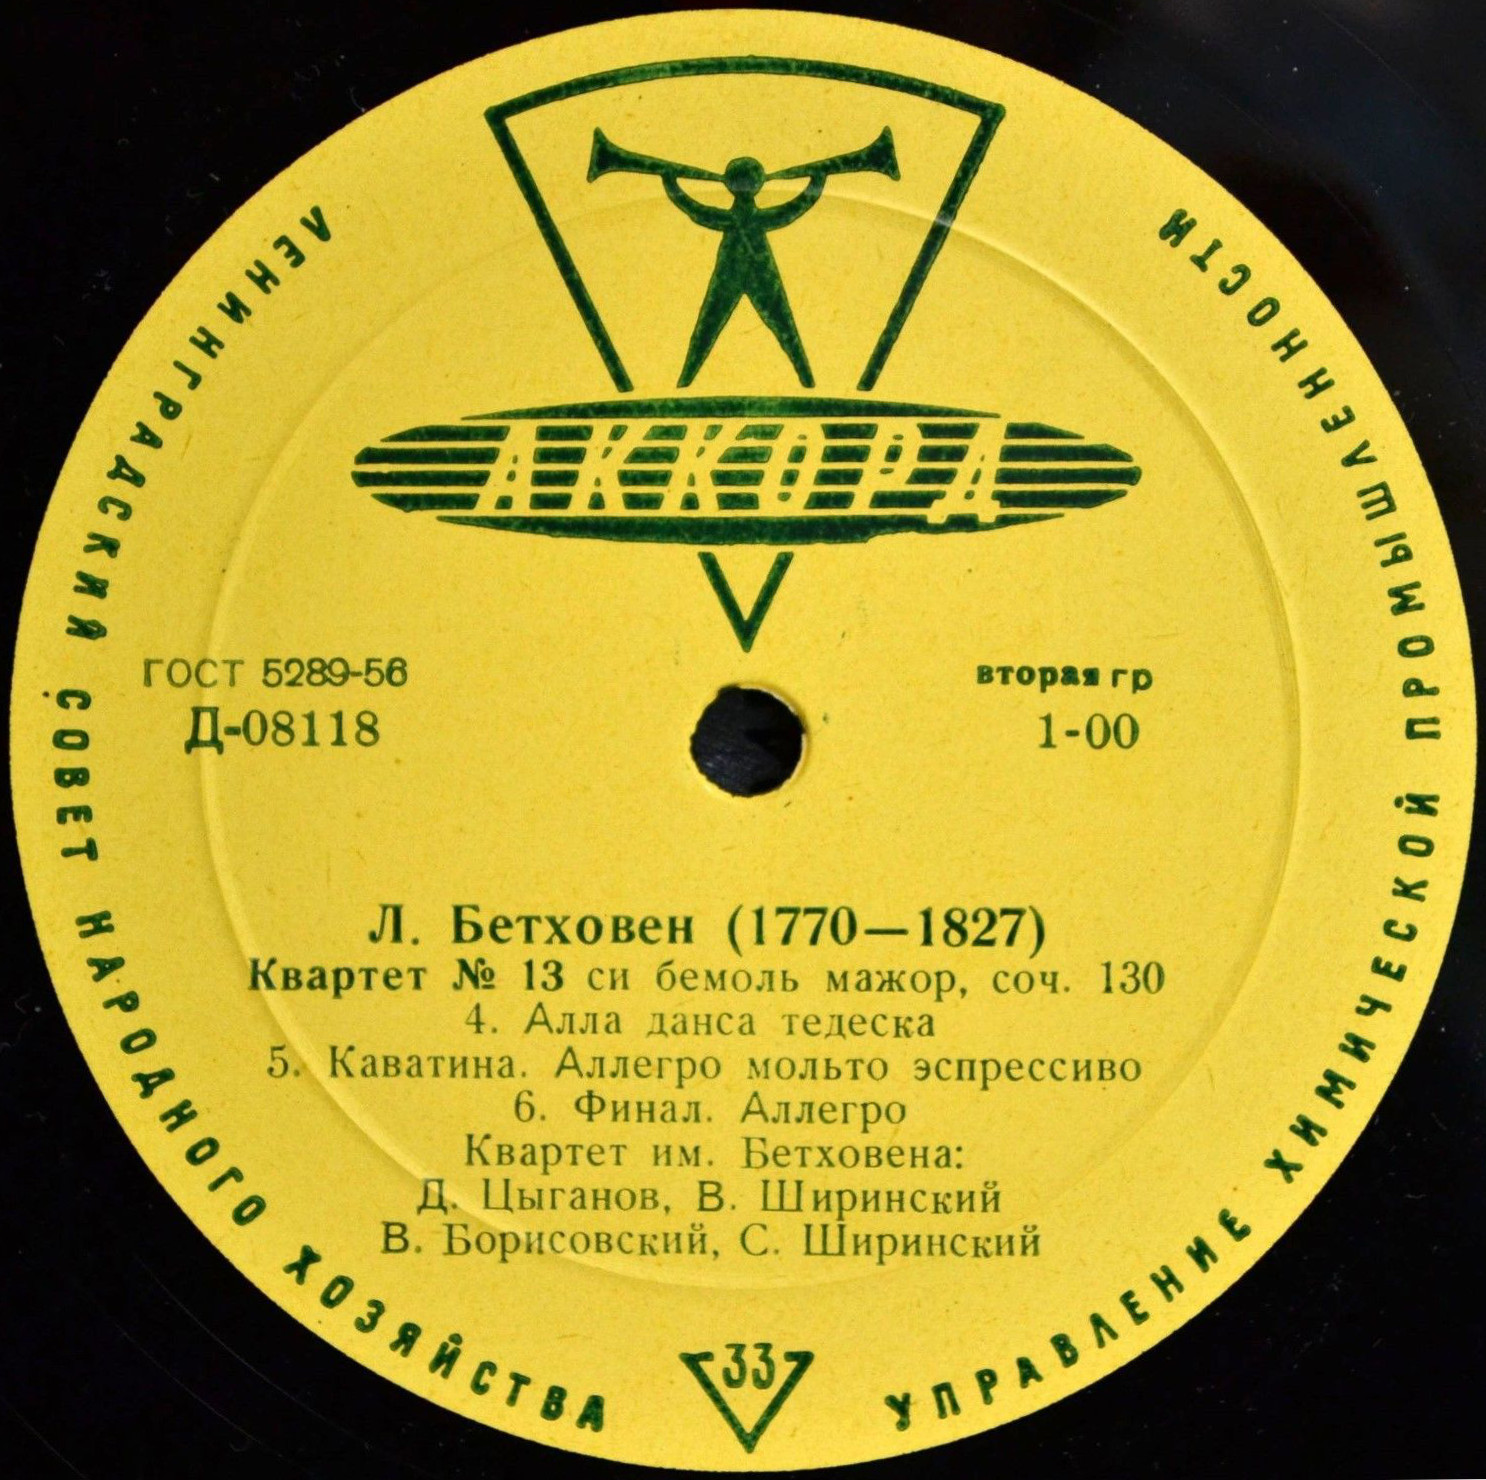 ЛЕНИНГРАДСКИЙ СОВЕТ НАРОДНОГО ХОЗЯЙСТВА
УПРАВЛЕНИЕ ХИМИЧЕСКОЙ ПРОМЫШЛЕННОСТИ
АККОРД
ГОСТ 5289-56
Д-08118
вторая гр
1-00
Л. Бетховен (1770—1827)
Квартет № 13 си бемоль мажор, соч. 130
4. Алла данса тедеска
5. Каватина. Аллегро мольто эспрессиво
6. Финал. Аллегро
Квартет им. Бетховена:
Д. Цыганов, В. Ширинский
В. Борисовский, С. Ширинский
33